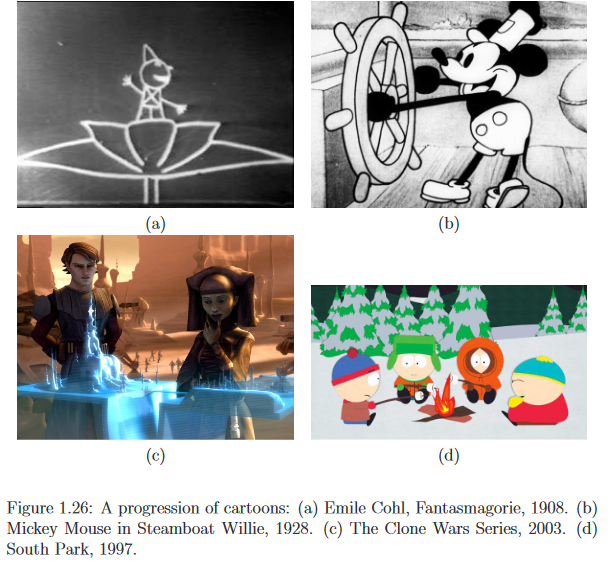 (a)
(b)
(c)
(d)
Figure 1.26: A progression of cartoons: (a) Emile Cohl, Fantasmagorie, 1908. (b)
Mickey Mouse in Steamboat Willie, 1928. (c) The Clone Wars Series, 2003. (d)
South Park, 1997.